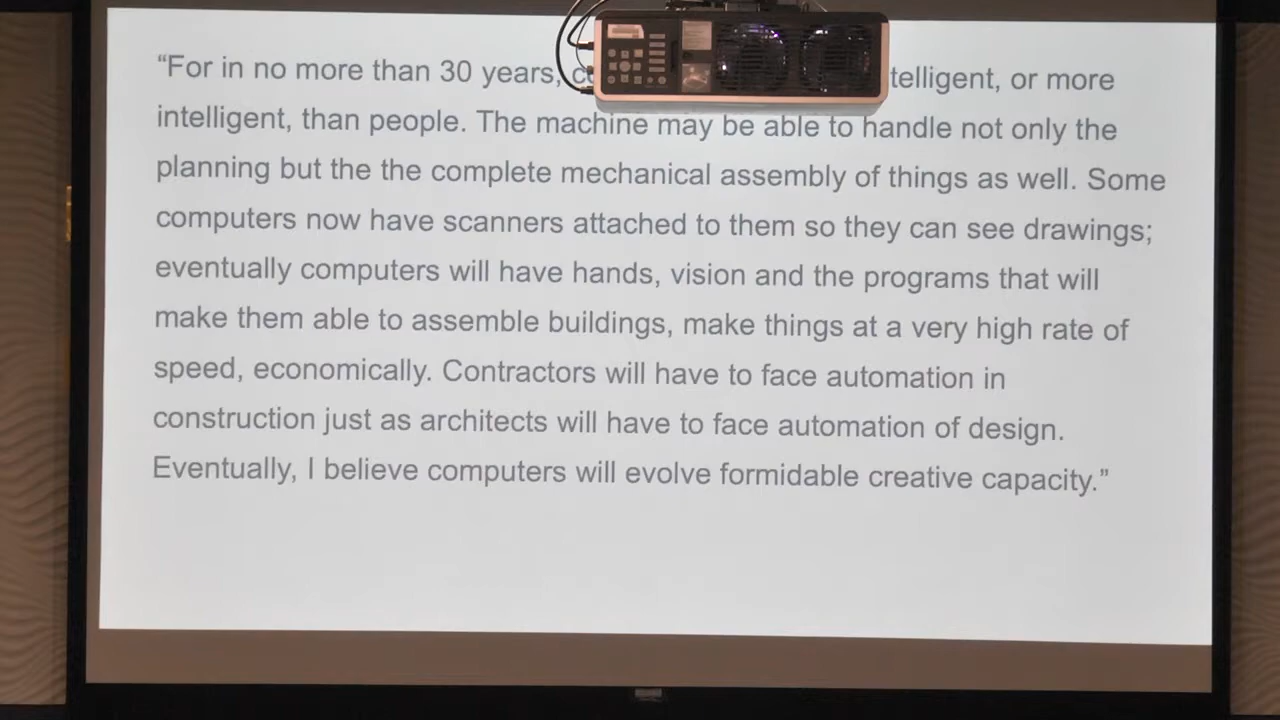 “For in no more than 30 years, telligent, or more
intelligent, than people. The machine may be able to handle not only the
planning but the the complete mechanical assembly of things as well. Some
computers now have scanners attached to them so they can see drawings;
eventually computers will have hands, vision and the programs that will
make them able to assemble buildings, make things at a very high rate of
speed, economically. Contractors will have to face automation in
construction just as architects will have to face automation of design.
Eventually, I believe computers will evolve formidable creative capacity.”